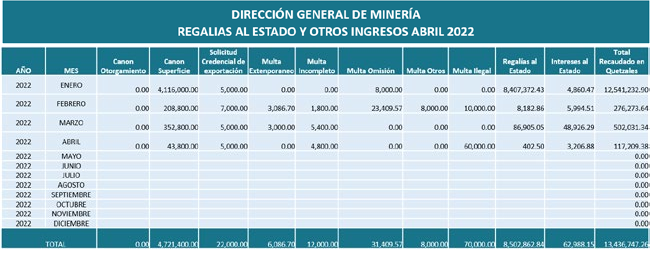 DIRECCIÓN GENERAL DE MINERÍA
REGALIAS AL ESTADO Y OTROS INGRESOS ABRIL 2022
AÑO MES Canon Otorgamiento Canon Superficie Solicitud Credencial de exportación Multa Extenporaneo Multa Incompleto Multa Omisión Multa Otros Multa Ilegal Regalías al Estado Intereses al Estado Total Recaudado en Quetzales
2022 ENERO 0.00 4,116,000.00 5,000.00 0.00 0.00 8,000.00 0.00 0.00 8,407,372.43 4,860.47 12,541,232.90
2022 FEBRERO 0.00 208,800.00 7,000.00 3,086.70 1,800.00 23,409.57 8,000.00 10,000.00 8,182.86 5,994.51 276,273.64
2022 MARZO 0.00 352,800.00 5,000.00 3,000.00 5,400.00 0.00 0.00 0.00 86,905.05 48,926.29 502,031.34
2022 ABRIL 0.00 43,800.00 5,000.00 0.00 4,800.00 0.00 0.00 60,000.00 402.50 3,206.88 117,209.38
2022 MAYO 0.00
2022 JUNIO 0.00
2022 JULIO 0.00
2022 AGOSTO 0.00
2022 SEPTIEMBRE 0.00
2022 OCTUBRE 0.00
2022 NOVIEMBRE 0.00
2022 DICIEMBRE 0.00
TOTAL 0.00 4,721,400.00 22,000.00 6,086.70 12,000.00 31,409.57 8,000.00 70,000.00 8,502,862.84 62,988.15 13,436,747.26